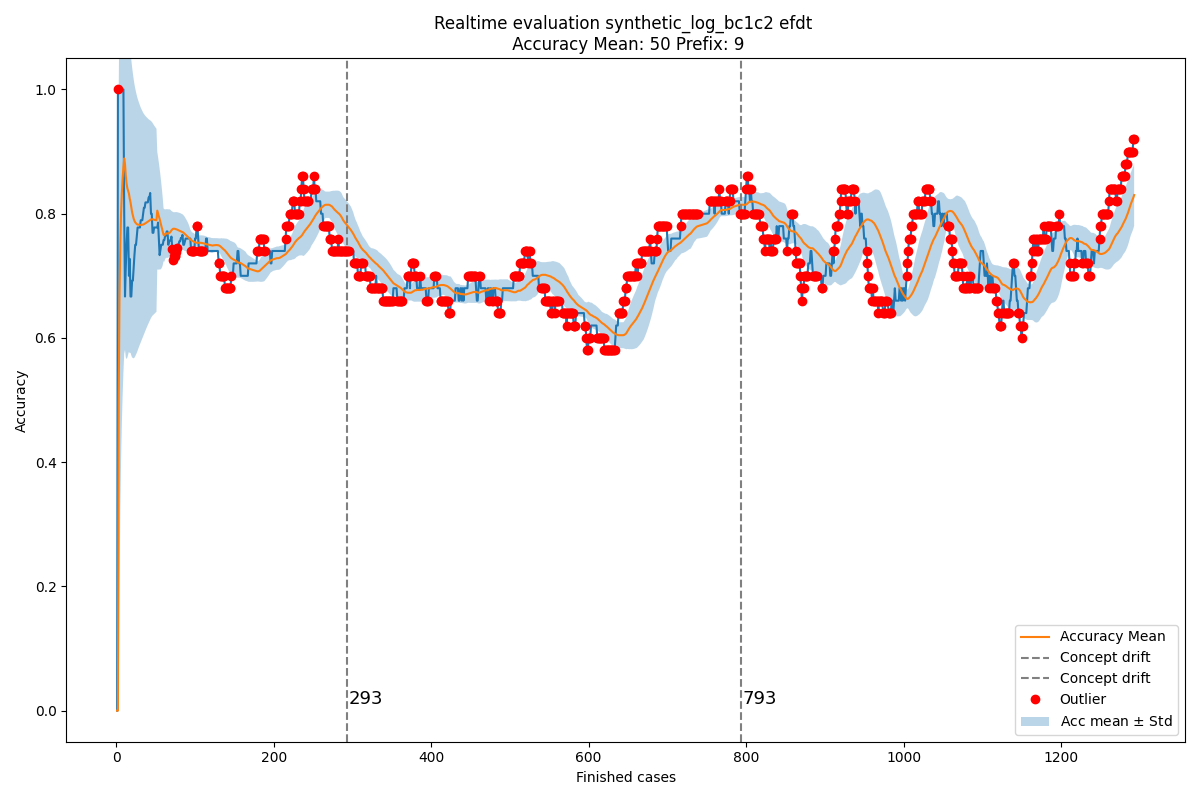 Realtime evaluation synthetic_log_bc1c2 efdt
Accuracy Mean: 50 Prefix: 9
Accuracy
1.0
0.8
0.6
0.4
0.2
0.0
293
793
Accuracy Mean
Concept drift
Concept drift
Outlier
Acc mean ± Std
0
200
400
600
800
1000
1200
Finished cases